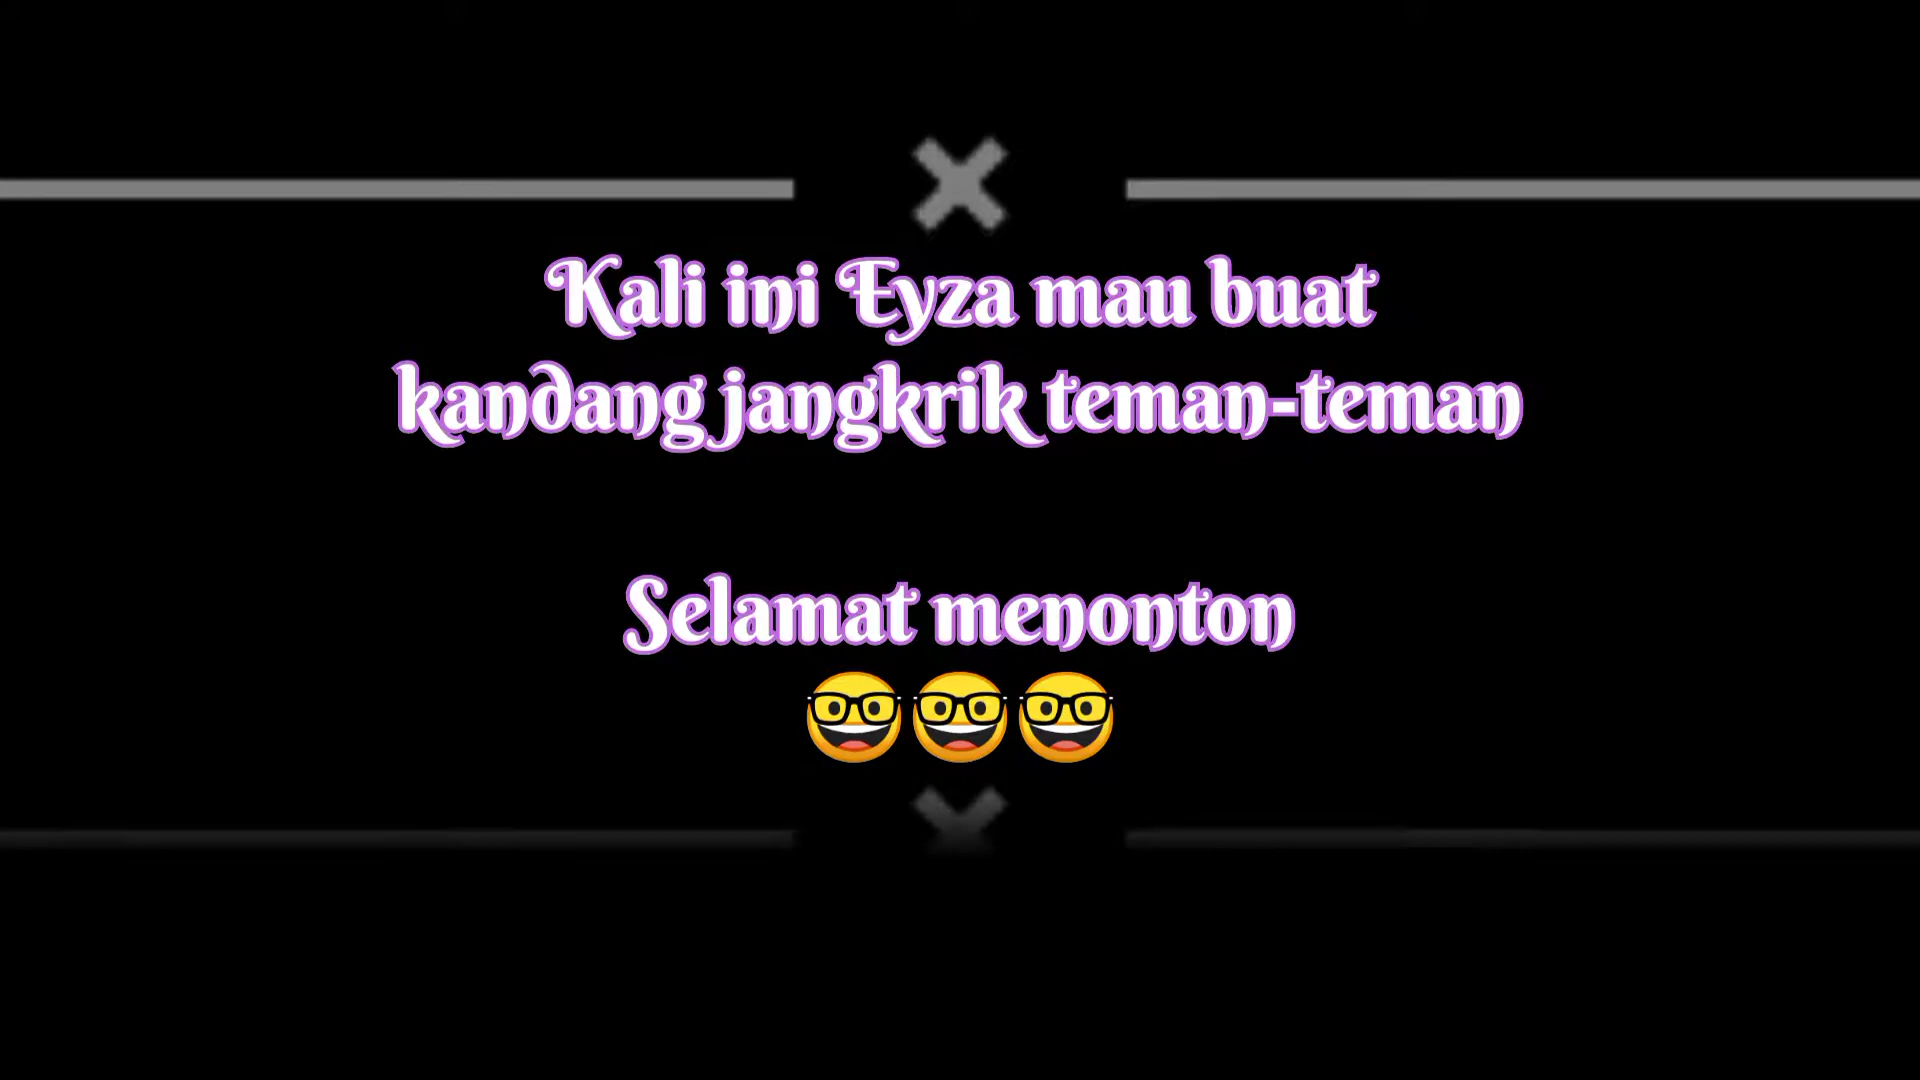 Kali ini Eyza mau buat
kandang jangkrik teman-teman
Selamat menonton
🤓🤓🤓